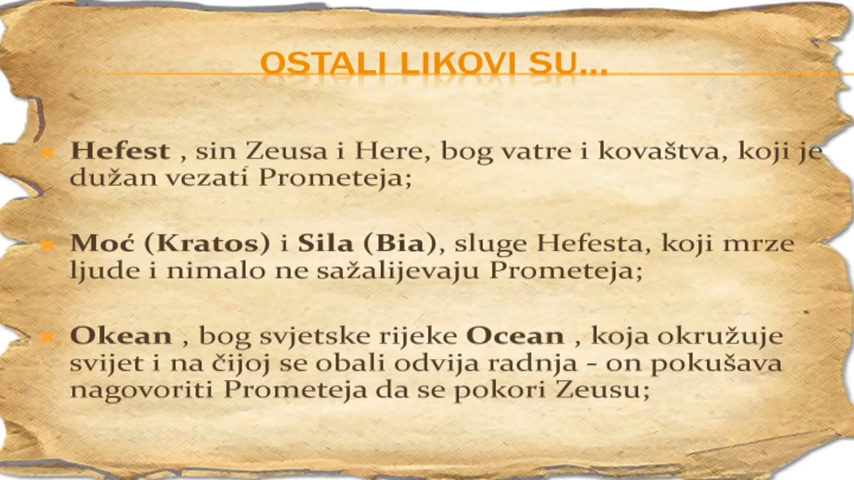 OSTALI LIKOVI SU...
Hefest , sin Zeusa i Here, bog vatre i kovaštva, koji je
dužan vezati Prometeja;
Moć (Kratos) i Sila (Bia), sluge Hefesta, koji mrze
ljude i nimalo ne sažalijevaju Prometeja;
Okean , bog svjetske rijeke Ocean , koja okružuje
svijet i na čijoj se obali odvija radnja - on pokušava
nagovoriti Prometeja da se pokori Zeusu;